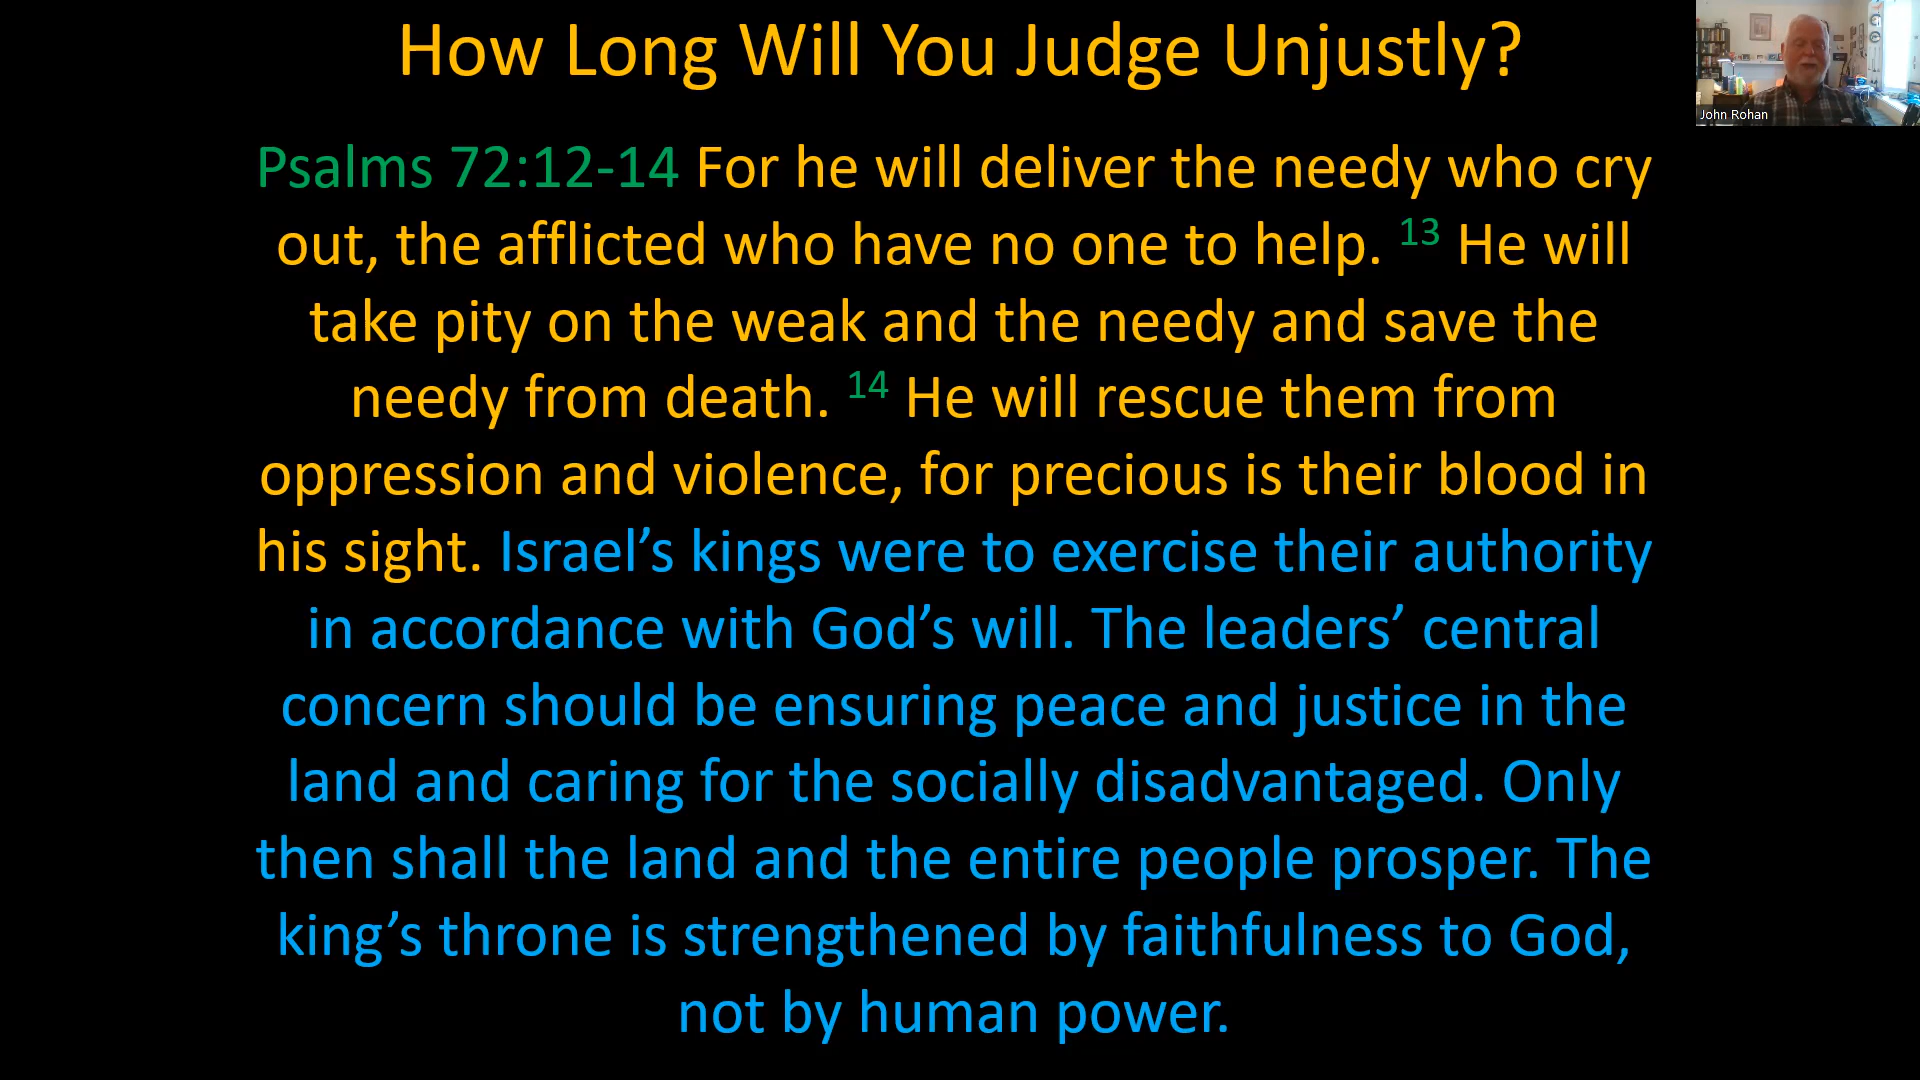 How Long Will You Judge Unjustly?
John Rohan
Psalms 72:12-14 For he will deliver the needy who cry
out, the afflicted who have no one to help. 13 He will
take pity on the weak and the needy and save the
needy from death. 14 He will rescue them from
oppression and violence, for precious is their blood in
his sight. Israel’s kings were to exercise their authority
in accordance with God’s will. The leaders’ central
concern should be ensuring peace and justice in the
land and caring for the socially disadvantaged. Only
then shall the land and the entire people prosper. The
king’s throne is strengthened by faithfulness to God,
not by human power.